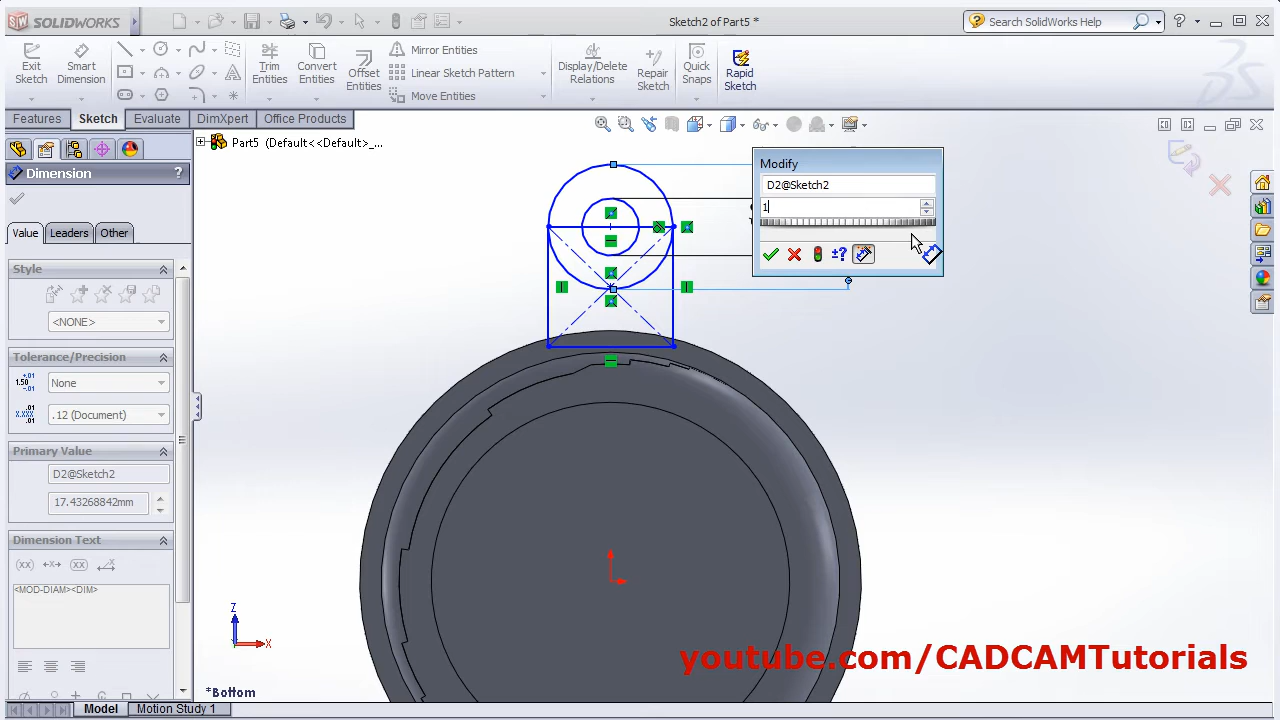 SOLIDWORKS
Sketch2 of Part5 *
Search SolidWorks Help
Exit Sketch
Smart Dimension
Trim Entities
Convert Entities
Offset Entities
Mirror Entities
Linear Sketch Pattern
Move Entities
Display/Delete Relations
Repair Sketch
Quick Snaps
Rapid Sketch
Features
Sketch
Evaluate
DimXpert
Office Products
Part5 (Default<<Default>_...
Dimension
?
Value
Leaders
Other
Style
<NONE>
Tolerance/Precision
None
.12 (Document)
Primary Value
D2@Sketch2
17.43268842mm
Dimension Text
<MOD-DIAM><DIM>
Modify
D2@Sketch2
1
±?
Z
X
*Bottom
youtube.com/CADCAMTutorials
Model
Motion Study 1